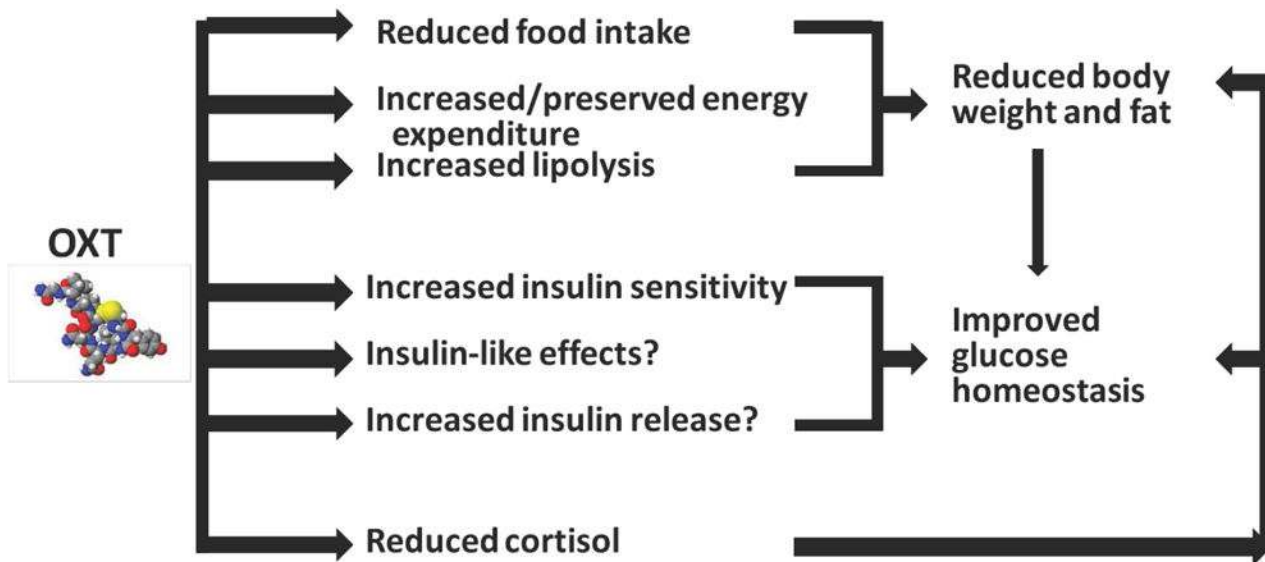 Reduced food intake
Increased/preserved energy
expenditure
Increased lipolysis
Reduced body
weight and fat
OXT
Increased insulin sensitivity
Insulin-like effects?
Increased insulin release?
Improved
glucose
homeostasis
Reduced cortisol